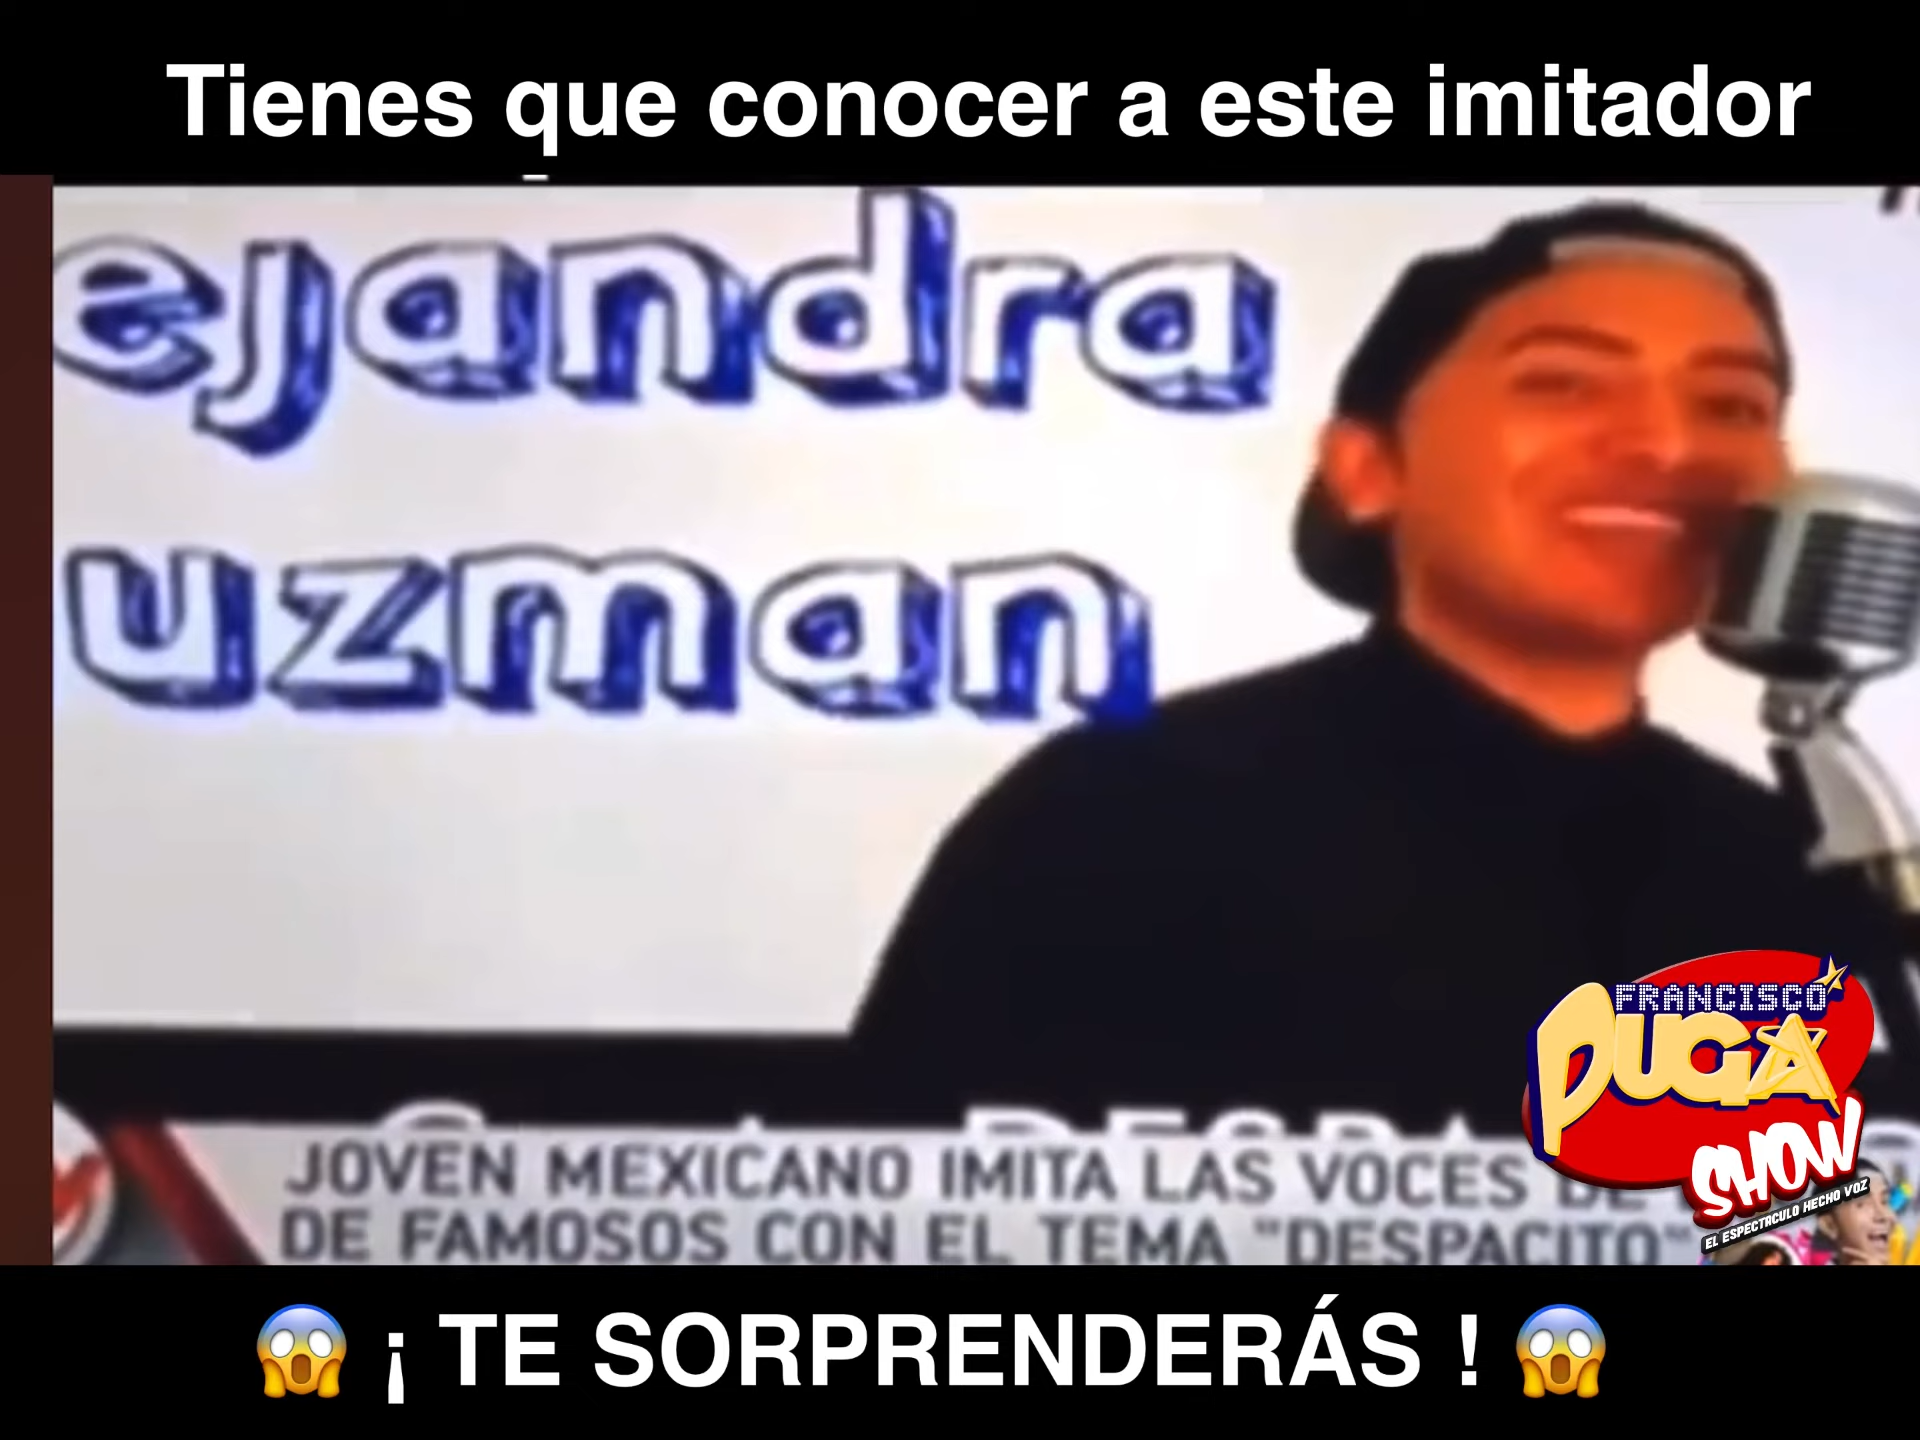 Tienes que conocer a este imitador
ejandra
uzman
FRANCISCO
PUGA
SHOW
EL ESPECTACULO HECHO VOZ
JOVEN MEXICANO IMITA LAS VOCES DE
DE FAMOSOS CON EL TEMA "DESPACITO"
😱 ¡ TE SORPRENDERÁS ! 😱